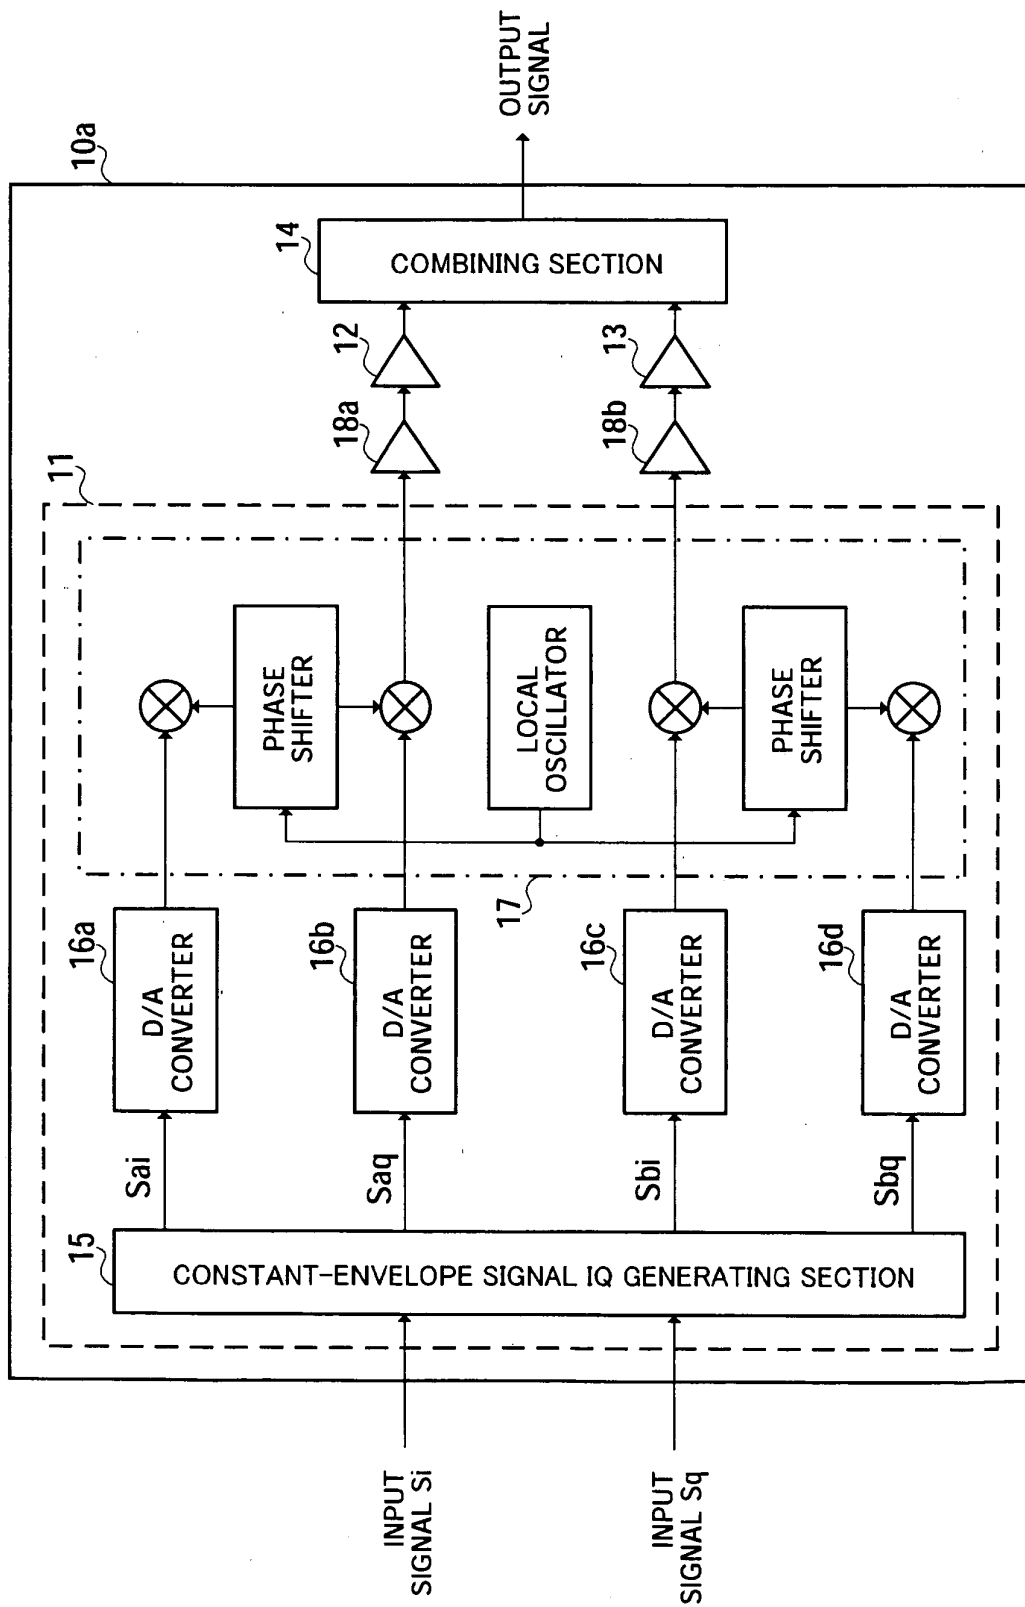 10a
11
15
CONSTANT-ENVELOPE SIGNAL IQ GENERATING SECTION
INPUT
SIGNAL Si
INPUT
SIGNAL Sq
Sai
Saq
Sbi
Sbq
16a
D/A
CONVERTER
16b
D/A
CONVERTER
16c
D/A
CONVERTER
16d
D/A
CONVERTER
17
PHASE
SHIFTER
LOCAL
OSCILLATOR
PHASE
SHIFTER
18a
12
18b
13
14
COMBINING SECTION
OUTPUT
SIGNAL